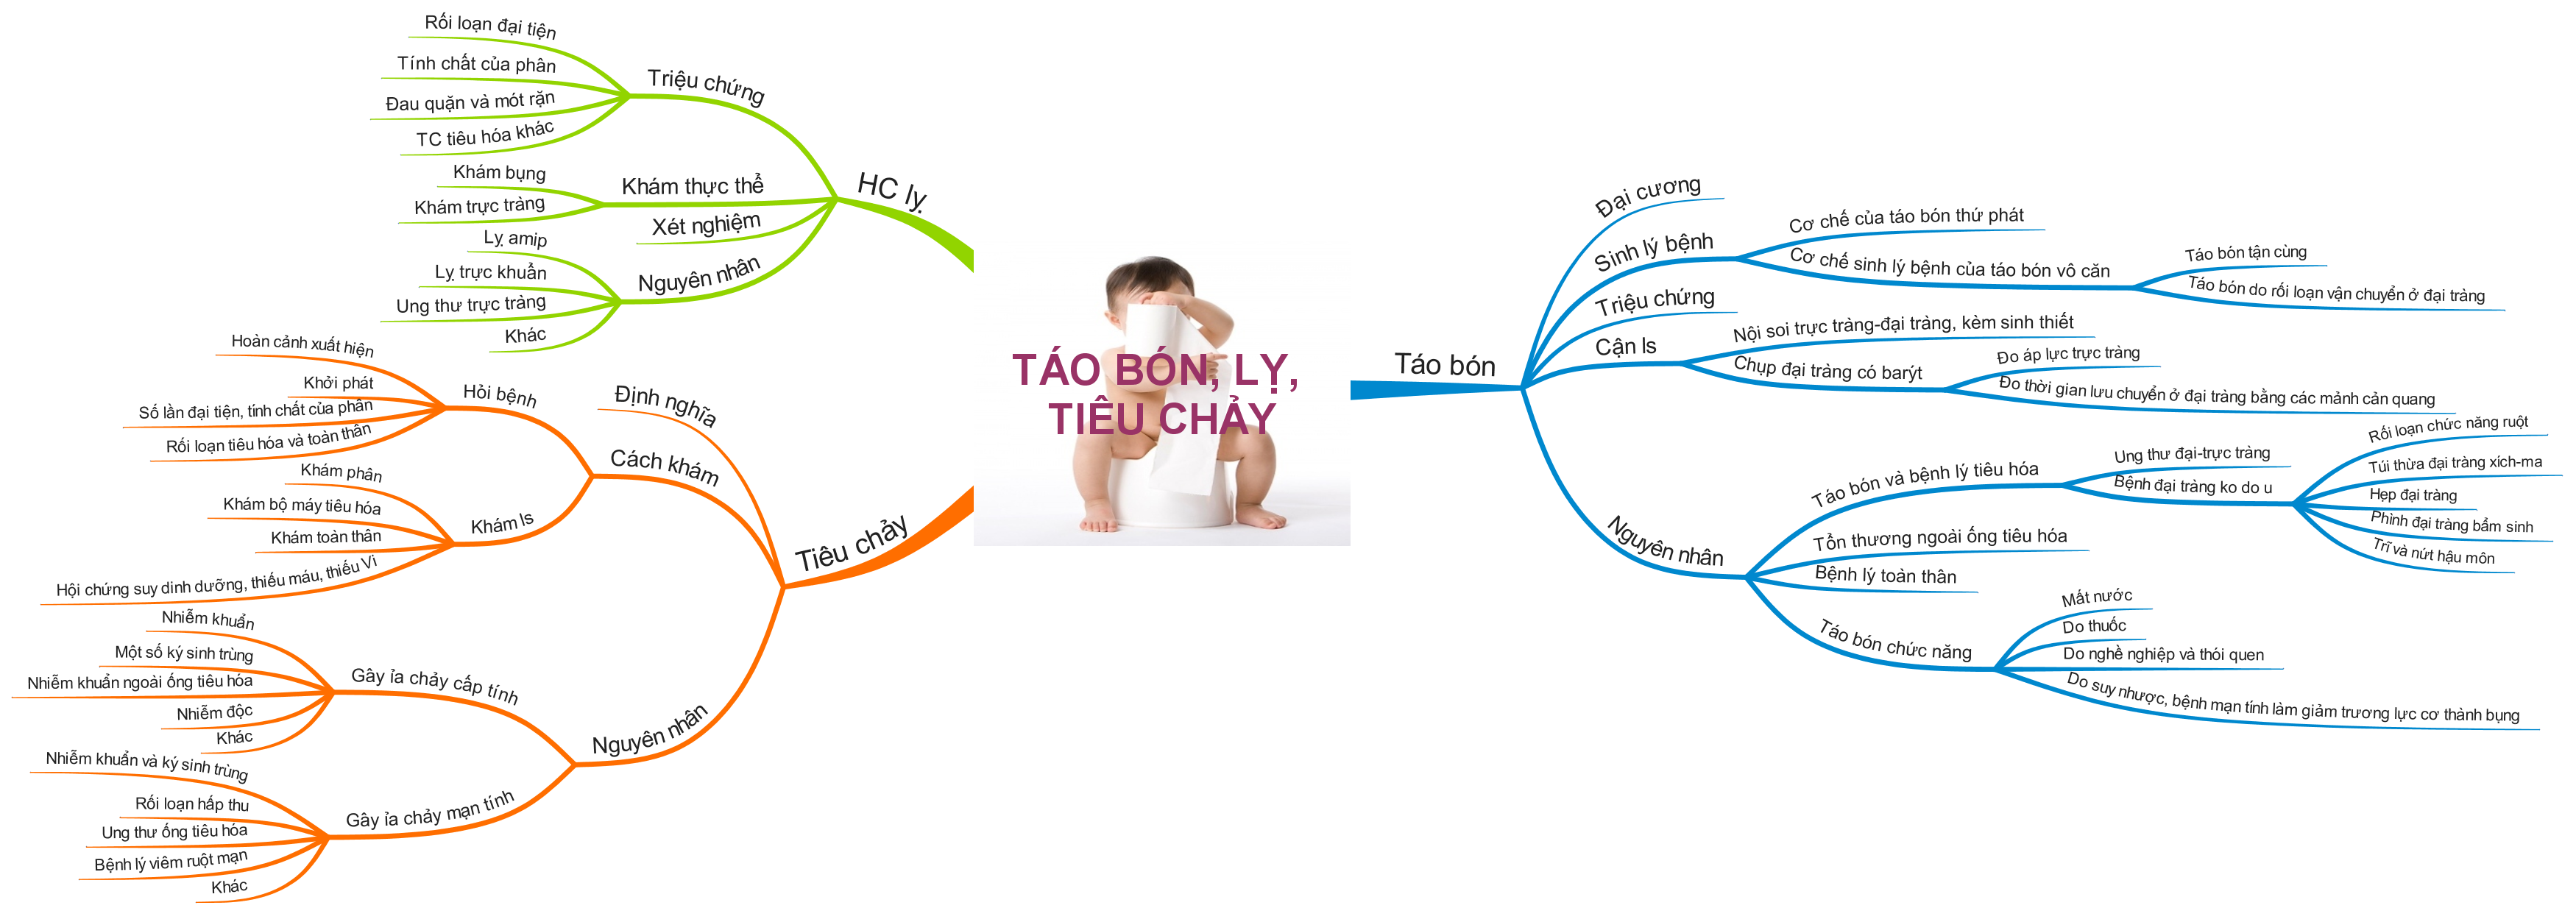 TÁO BÓN, LỴ,
TIÊU CHẢY
HC lỵ
Triệu chứng
Rối loạn đại tiện
Tính chất của phân
Đau quặn và mót rặn
TC tiêu hóa khác
Khám thực thể
Khám bụng
Khám trực tràng
Xét nghiệm
Nguyên nhân
Lỵ amip
Lỵ trực khuẩn
Ung thư trực tràng
Khác
Tiêu chảy
Định nghĩa
Cách khám
Hỏi bệnh
Hoàn cảnh xuất hiện
Khởi phát
Số lần đại tiện, tính chất của phân
Rối loạn tiêu hóa và toàn thân
Khám ls
Khám phân
Khám bộ máy tiêu hóa
Khám toàn thân
Hội chứng suy dinh dưỡng, thiếu máu, thiếu Vi
Nguyên nhân
Gây ỉa chảy cấp tính
Nhiễm khuẩn
Một số ký sinh trùng
Nhiễm khuẩn ngoài ống tiêu hóa
Nhiễm độc
Khác
Gây ỉa chảy mạn tính
Nhiễm khuẩn và ký sinh trùng
Rối loạn hấp thu
Ung thư ống tiêu hóa
Bệnh lý viêm ruột mạn
Khác
Táo bón
Đại cương
Sinh lý bệnh
Cơ chế của táo bón thứ phát
Cơ chế sinh lý bệnh của táo bón vô căn
Táo bón tận cùng
Táo bón do rối loạn vận chuyển ở đại tràng
Triệu chứng
Cận ls
Nội soi trực tràng-đại tràng, kèm sinh thiết
Chụp đại tràng có barýt
Đo áp lực trực tràng
Đo thời gian lưu chuyển ở đại tràng bằng các mảnh cản quang
Nguyên nhân
Táo bón và bệnh lý tiêu hóa
Ung thư đại-trực tràng
Bệnh đại tràng ko do u
Rối loạn chức năng ruột
Túi thừa đại tràng xích-ma
Hẹp đại tràng
Phình đại tràng bẩm sinh
Trĩ và nứt hậu môn
Tổn thương ngoài ống tiêu hóa
Bệnh lý toàn thân
Táo bón chức năng
Mất nước
Do thuốc
Do nghề nghiệp và thói quen
Do suy nhược, bệnh mạn tính làm giảm trương lực cơ thành bụng